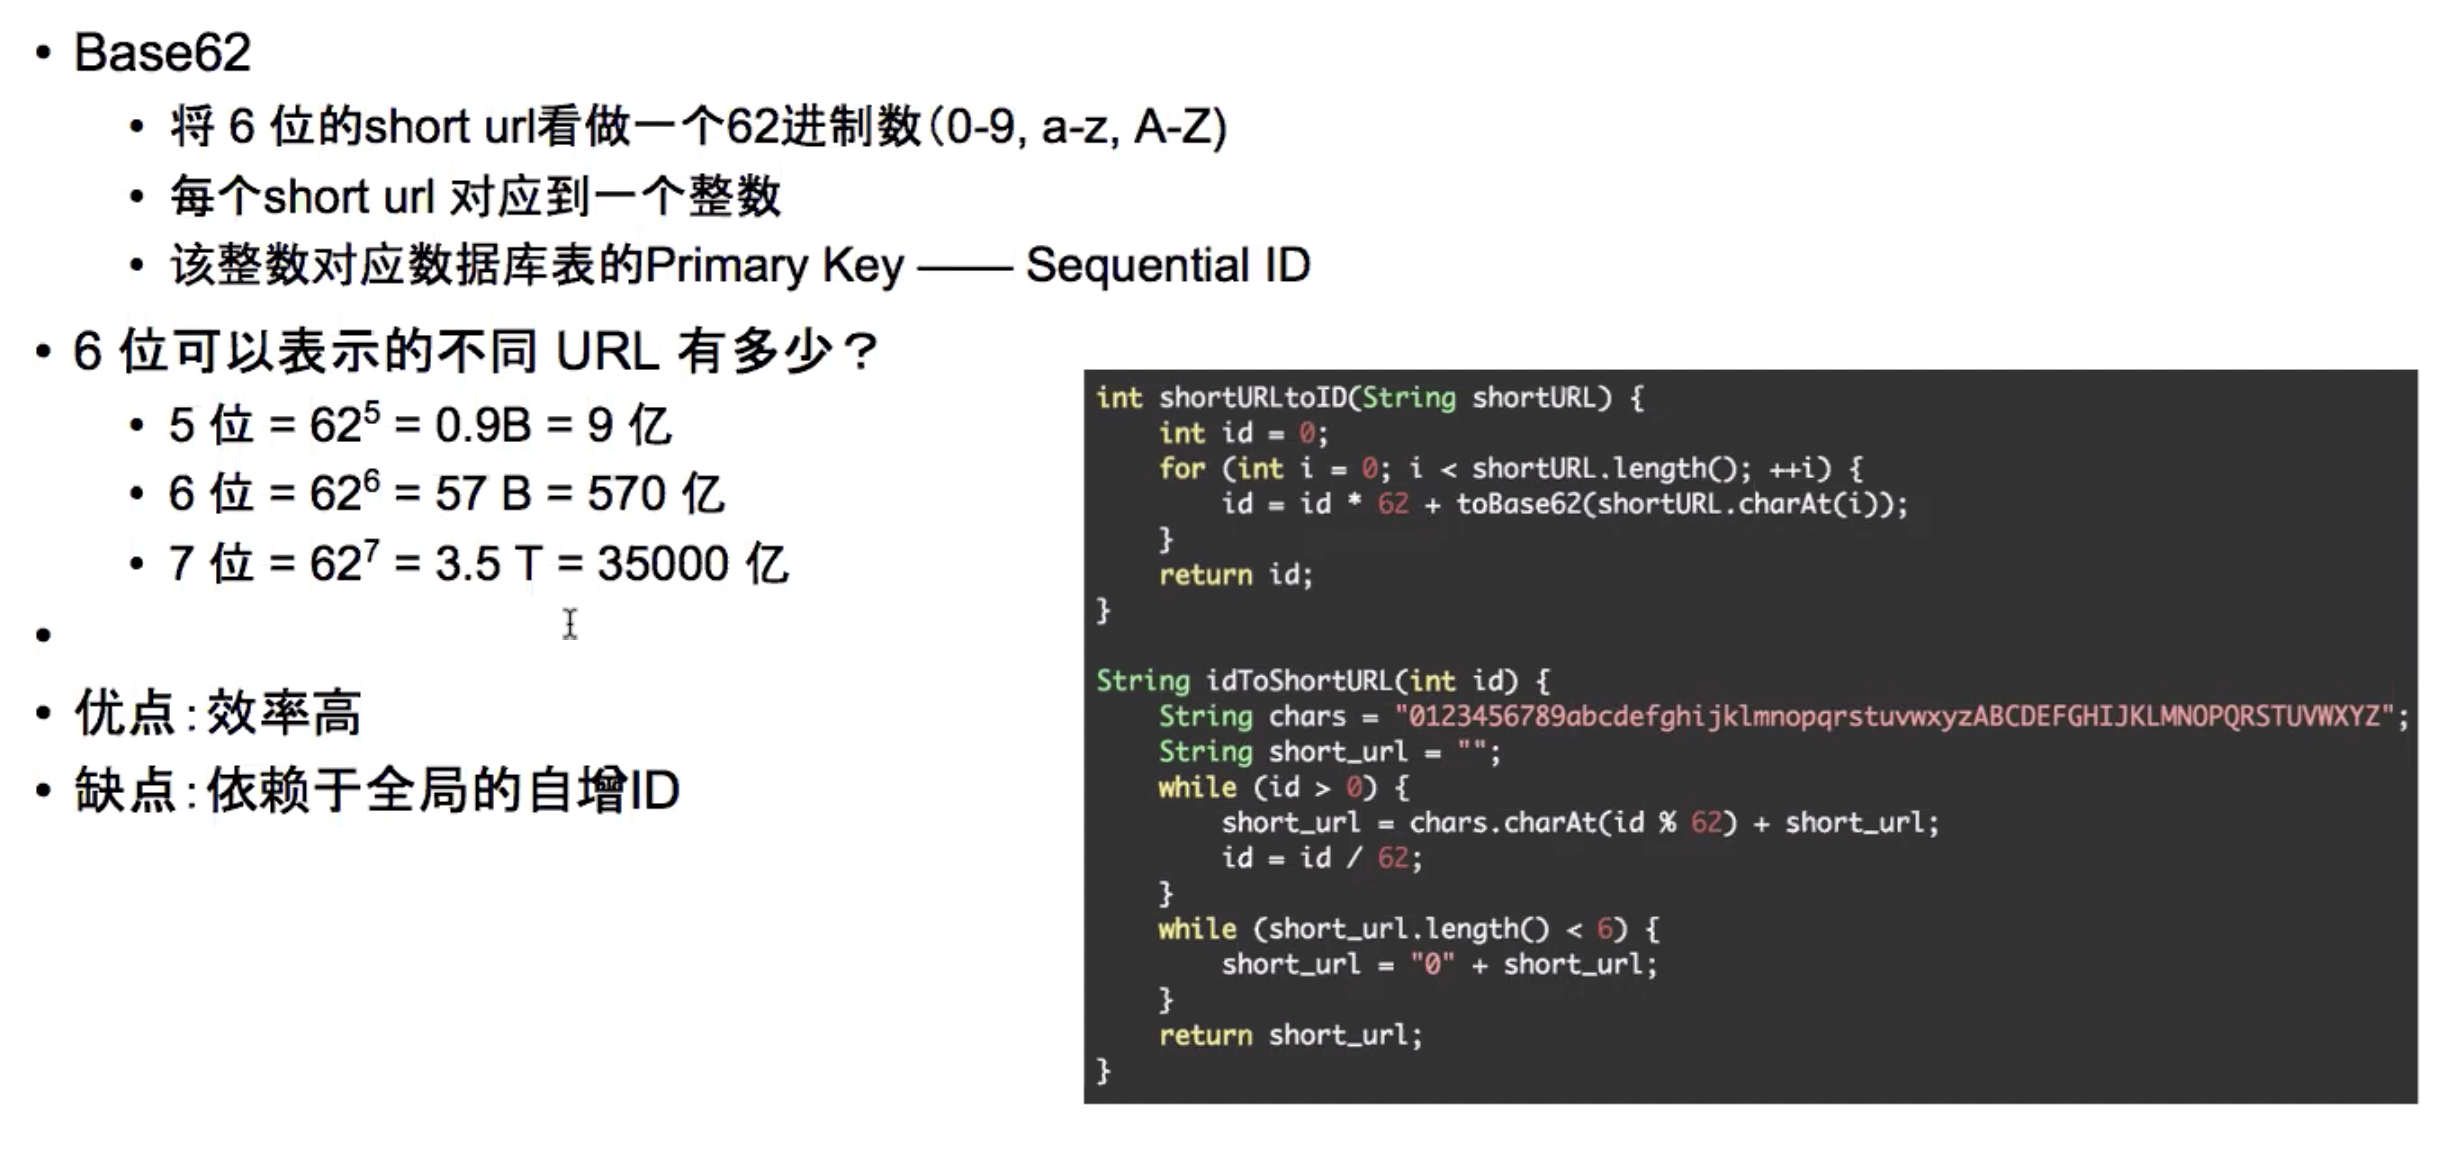 • Base62
• 将 6 位的short url看做一个62进制数(0-9, a-z, A-Z)
• 每个short url 对应到一个整数
• 该整数对应数据库表的Primary Key —— Sequential ID
• 6 位可以表示的不同 URL 有多少?
• 5 位 = 62⁵ = 0.9B = 9 亿
• 6 位 = 62⁶ = 57 B = 570 亿
• 7 位 = 62⁷ = 3.5 T = 35000 亿
•
• 优点:效率高
• 缺点:依赖于全局的自增ID
int shortURLtoID(String shortURL) {
    int id = 0;
    for (int i = 0; i < shortURL.length(); ++i) {
        id = id * 62 + toBase62(shortURL.charAt(i));
    }
    return id;
}
String idToShortURL(int id) {
    String chars = "0123456789abcdefghijklmnopqrstuvwxyzABCDEFGHIJKLMNOPQRSTUVWXYZ";
    String short_url = "";
    while (id > 0) {
        short_url = chars.charAt(id % 62) + short_url;
        id = id / 62;
    }
    while (short_url.length() < 6) {
        short_url = "0" + short_url;
    }
    return short_url;
}